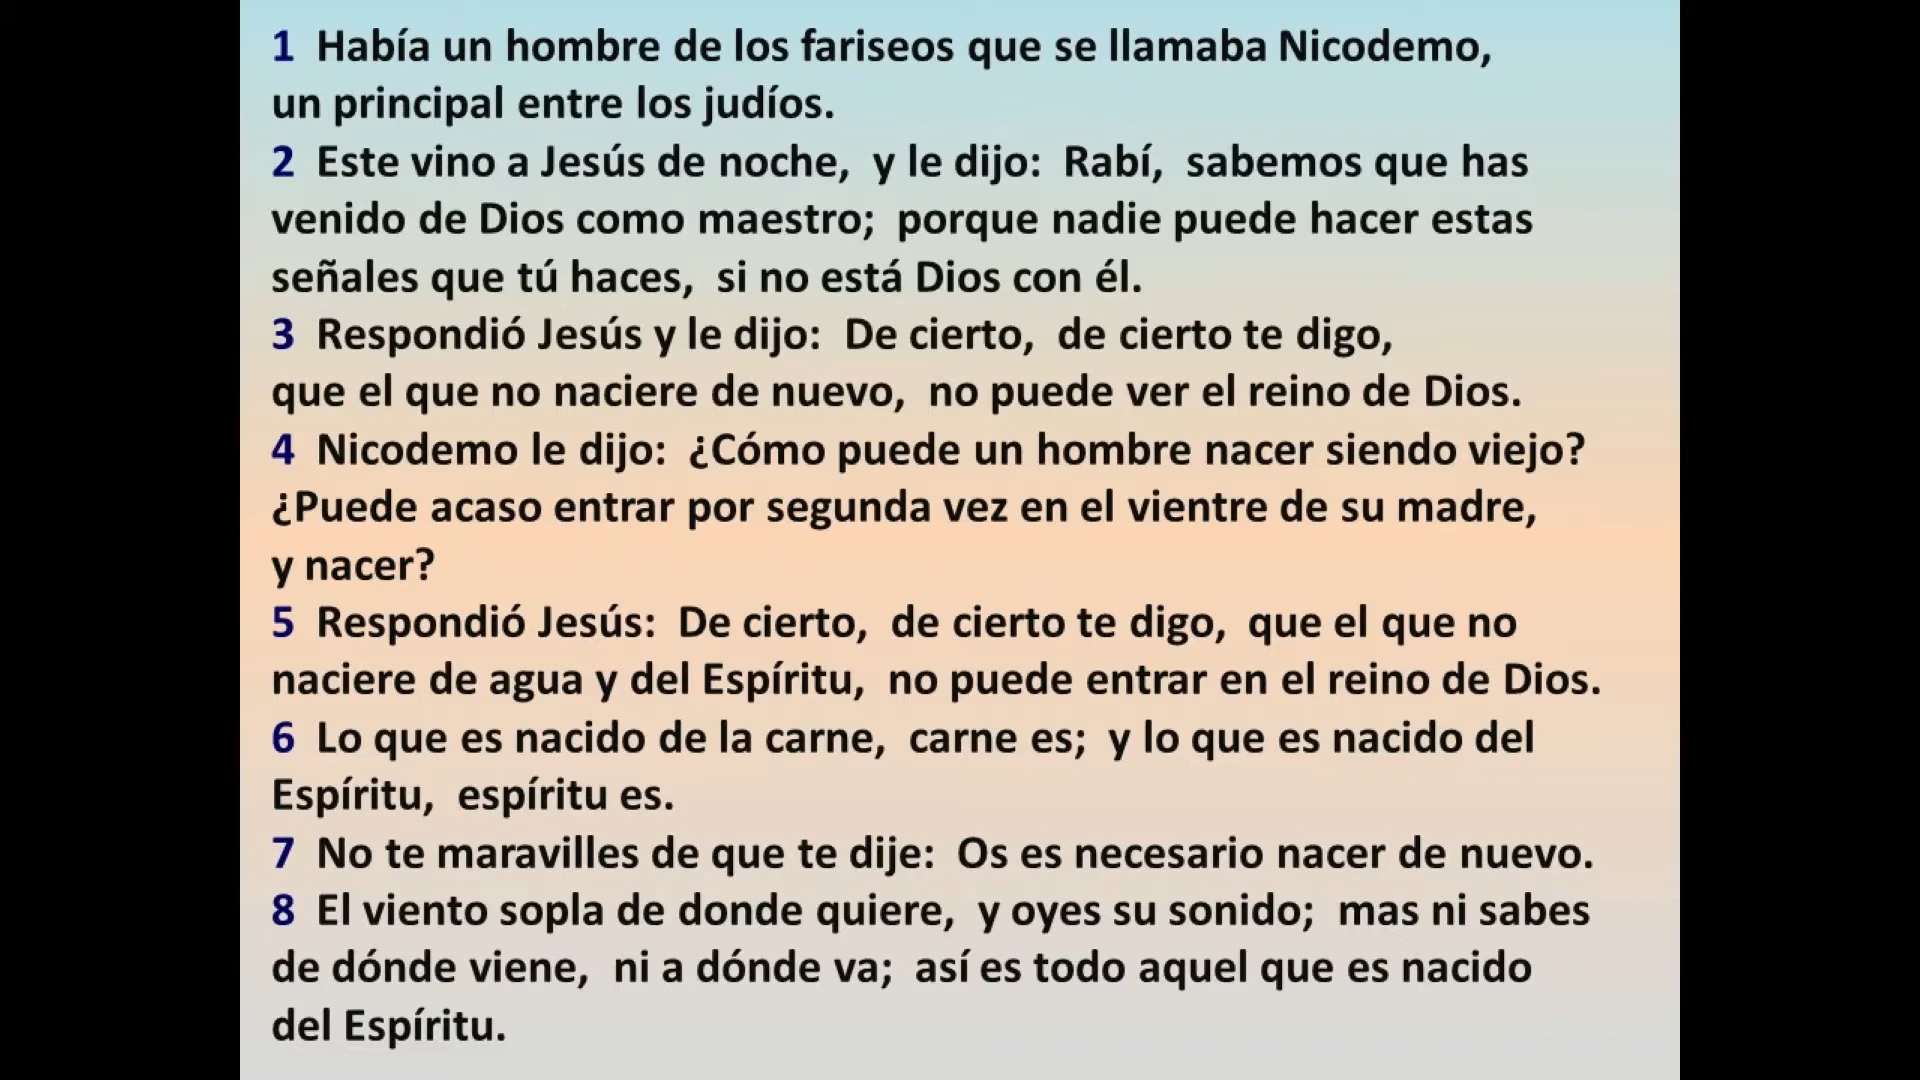 1 Había un hombre de los fariseos que se llamaba Nicodemo,
un principal entre los judíos.
2 Este vino a Jesús de noche, y le dijo: Rabí, sabemos que has
venido de Dios como maestro; porque nadie puede hacer estas
señales que tú haces, si no está Dios con él.
3 Respondió Jesús y le dijo: De cierto, de cierto te digo,
que el que no naciere de nuevo, no puede ver el reino de Dios.
4 Nicodemo le dijo: ¿Cómo puede un hombre nacer siendo viejo?
¿Puede acaso entrar por segunda vez en el vientre de su madre,
y nacer?
5 Respondió Jesús: De cierto, de cierto te digo, que el que no
naciere de agua y del Espíritu, no puede entrar en el reino de Dios.
6 Lo que es nacido de la carne, carne es; y lo que es nacido del
Espíritu, espíritu es.
7 No te maravilles de que te dije: Os es necesario nacer de nuevo.
8 El viento sopla de donde quiere, y oyes su sonido; mas ni sabes
de dónde viene, ni a dónde va; así es todo aquel que es nacido
del Espíritu.